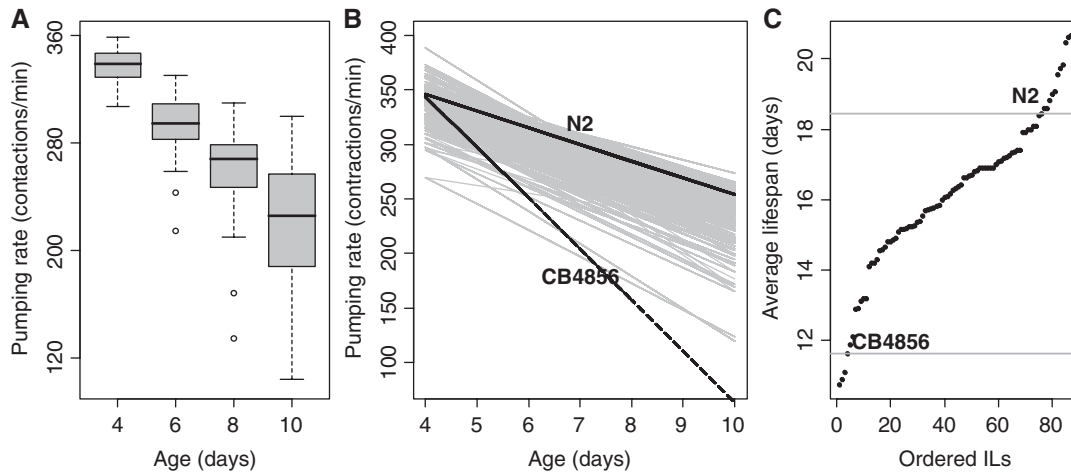 A
Pumping rate (contactions/min)
360
280
200
120
4 6 8 10
Age (days)
B
Pumping rate (contractions/min)
400
350
300
250
200
150
100
N2
CB4856
4 5 6 7 8 9 10
Age (days)
C
Average lifespan (days)
20
18
16
14
12
N2
CB4856
0 20 40 60 80
Ordered ILs